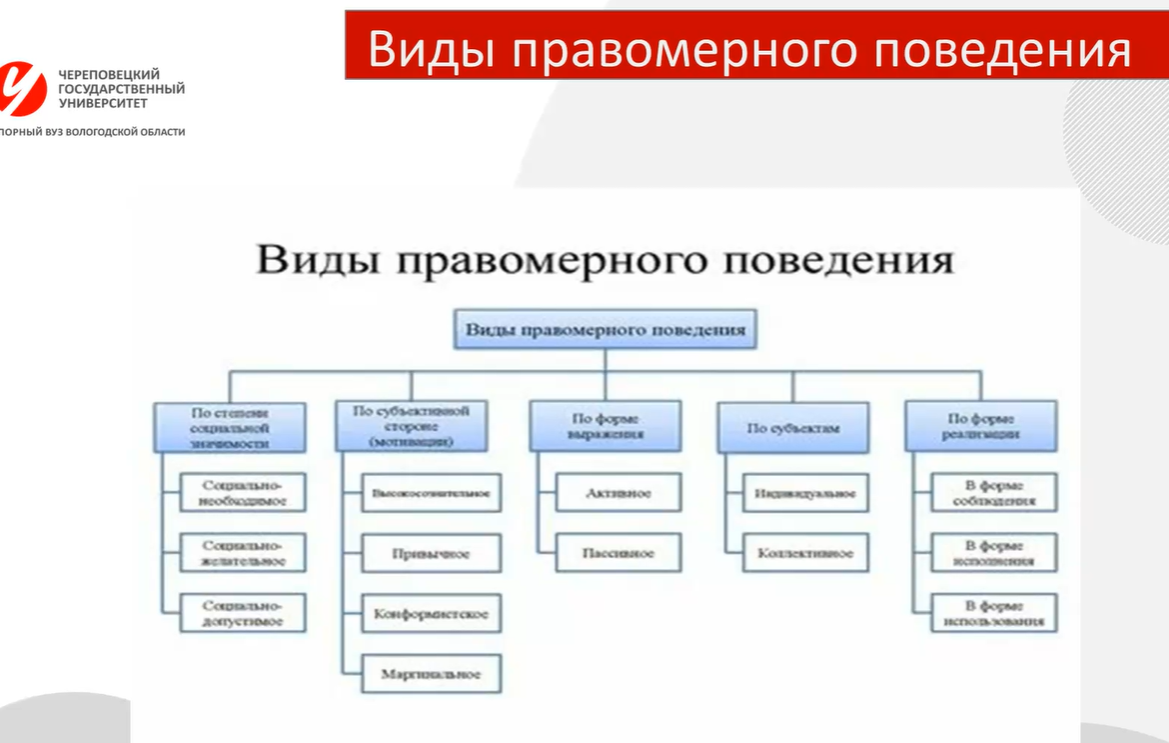 Виды правомерного поведения
ЧЕРЕПОВЕЦКИЙ
ГОСУДАРСТВЕННЫЙ
УНИВЕРСИТЕТ
ПОРНЫЙ ВУЗ ВОЛОГОДСКОЙ ОБЛАСТИ
Виды правомерного поведения
Виды правомерного поведения
По степени
социальной
значимости
Социально-
необходимое
Социально-
желательное
Социально-
допустимое
По субъективной
стороне
(мотивации)
Высокосознательное
Привычное
Конформистское
Маргинальное
По форме
выражения
Активное
Пассивное
По субъектам
Индивидуальное
Коллективное
По форме
реализации
В форме
соблюдения
В форме
исполнения
В форме
использования